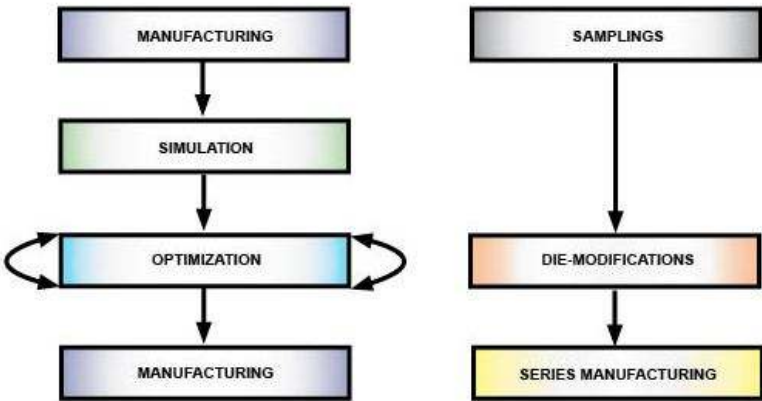 MANUFACTURING
SIMULATION
OPTIMIZATION
MANUFACTURING
SAMPLINGS
DIE-MODIFICATIONS
SERIES MANUFACTURING